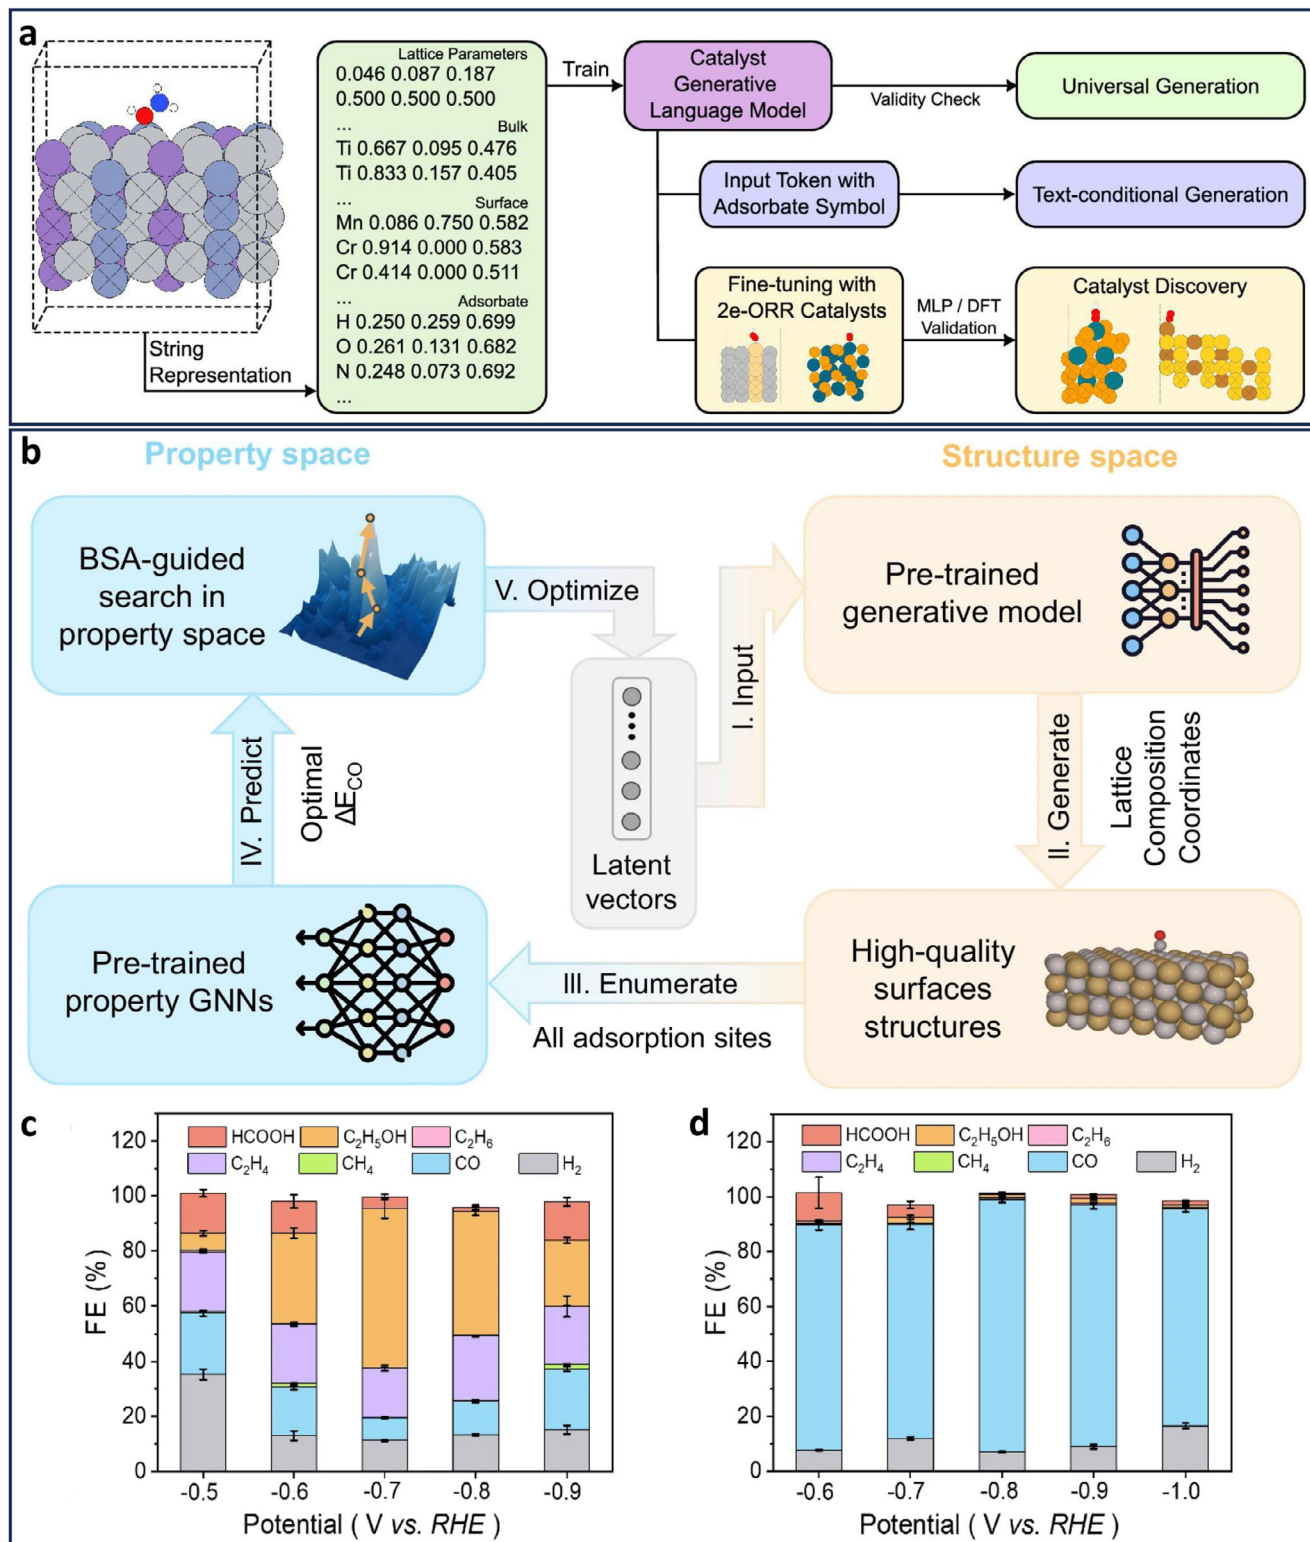 a
Lattice Parameters
0.046 0.087 0.187
0.500 0.500 0.500
...
Bulk
Ti 0.667 0.095 0.476
Ti 0.833 0.157 0.405
...
Surface
Mn 0.086 0.750 0.582
Cr 0.914 0.000 0.583
Cr 0.414 0.000 0.511
...
Adsorbate
H 0.250 0.259 0.699
O 0.261 0.131 0.682
N 0.248 0.073 0.692
...
String
Representation
Train
Catalyst
Generative
Language Model
Validity Check
Universal Generation
Input Token with
Adsorbate Symbol
Text-conditional Generation
Fine-tuning with
2e-ORR Catalysts
MLP / DFT
Validation
Catalyst Discovery
b
Property space
Structure space
BSA-guided
search in
property space
V. Optimize
I. Input
Pre-trained
generative model
Latent
vectors
II. Generate
Lattice
Composition
Coordinates
IV. Predict
Optimal
ΔE_CO
Pre-trained
property GNNs
III. Enumerate
All adsorption sites
High-quality
surfaces
structures
c
HCOOH C₂H₅OH C₂H₆
C₂H₄ CH₄ CO H₂
FE (%)
120
100
80
60
40
20
0
-0.5 -0.6 -0.7 -0.8 -0.9
Potential ( V vs. RHE )
d
HCOOH C₂H₅OH C₂H₆
C₂H₄ CH₄ CO H₂
FE (%)
120
100
80
60
40
20
0
-0.6 -0.7 -0.8 -0.9 -1.0
Potential ( V vs. RHE )